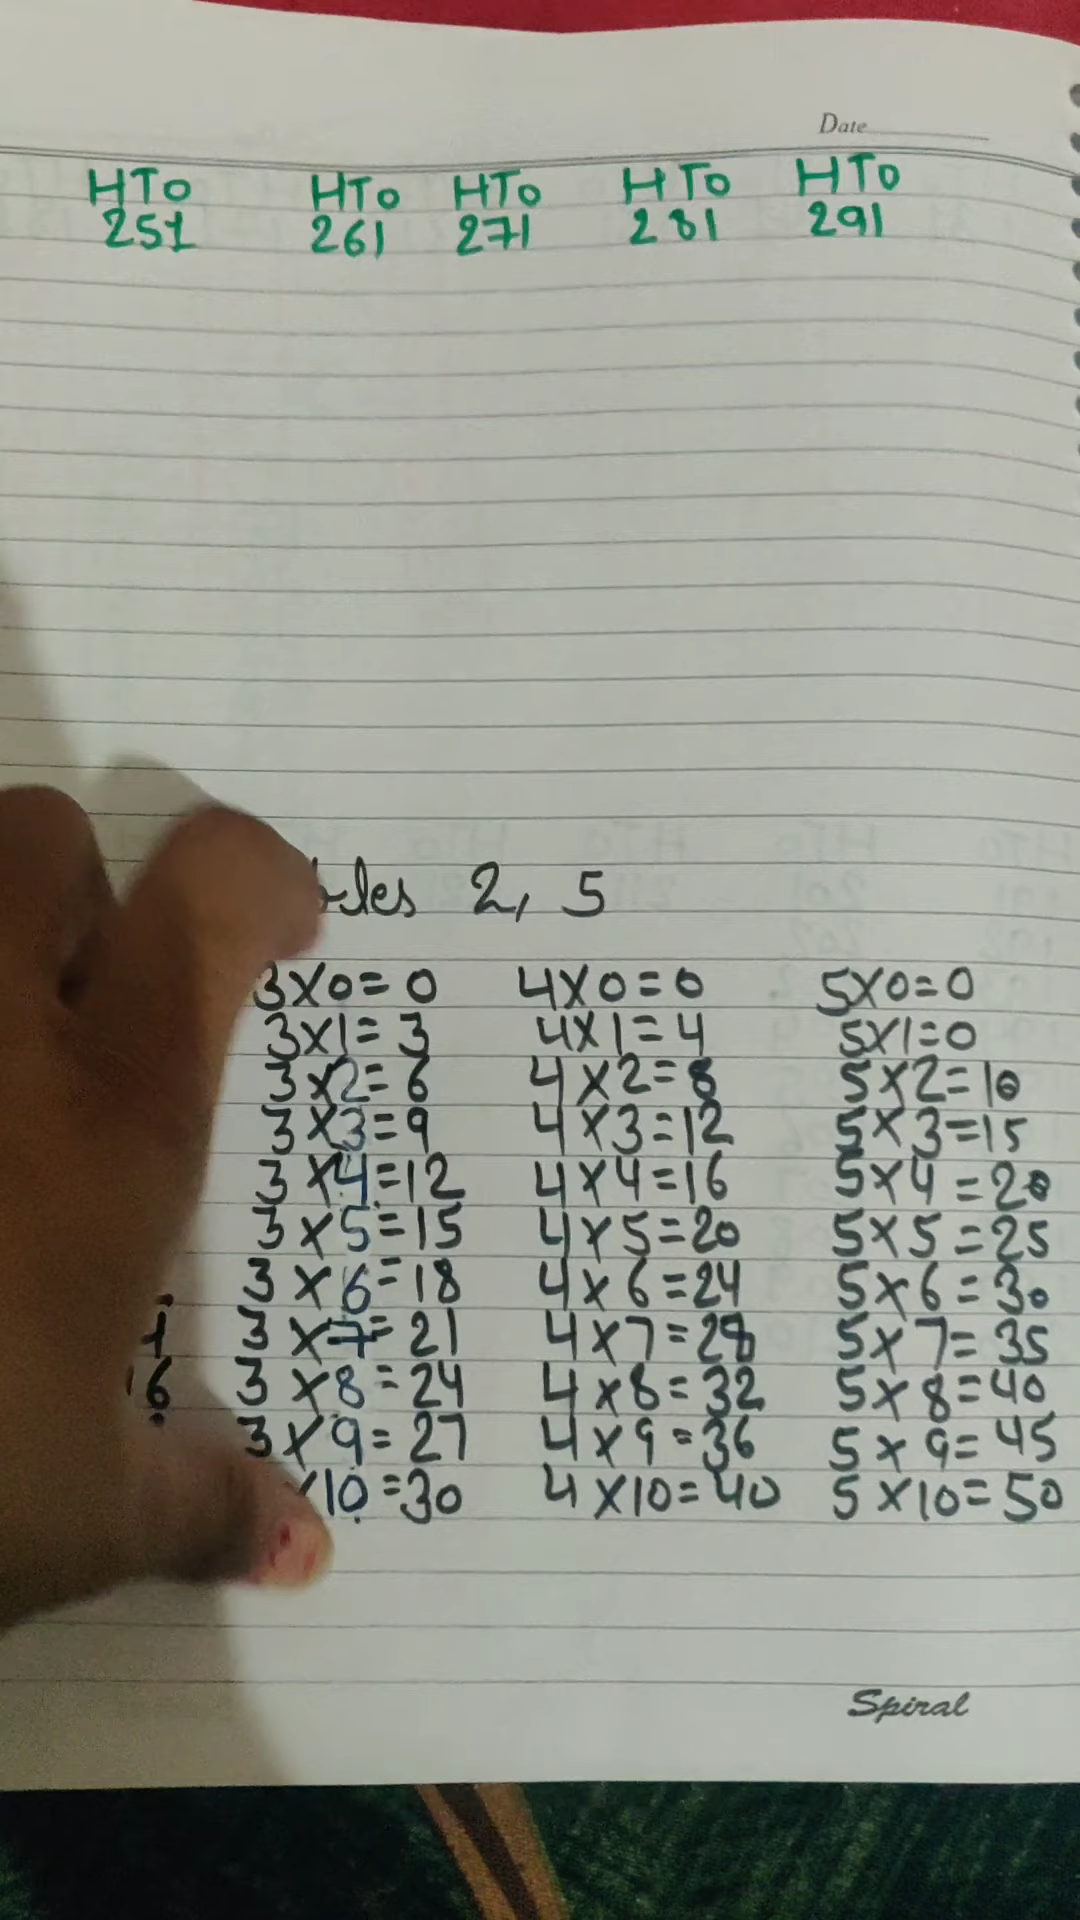 Date
HTO HTO HTO HTO HTO
251 261 271 281 291
2, 5
3X0=0 4X0=0 5X0=0
3X1=3 4X1=4 5X1=0
3X2=6 4X2=8 5X2=10
3X3=9 4X3=12 5X3=15
3X4=12 4X4=16 5X4=20
3X5=15 4X5=20 5X5=25
3X6=18 4X6=24 5X6=30
3X7=21 4X7=28 5X7=35
3X8=24 4X8=32 5X8=40
3X9=27 4X9=36 5X9=45
X10=30 4X10=40 5X10=50
Spiral